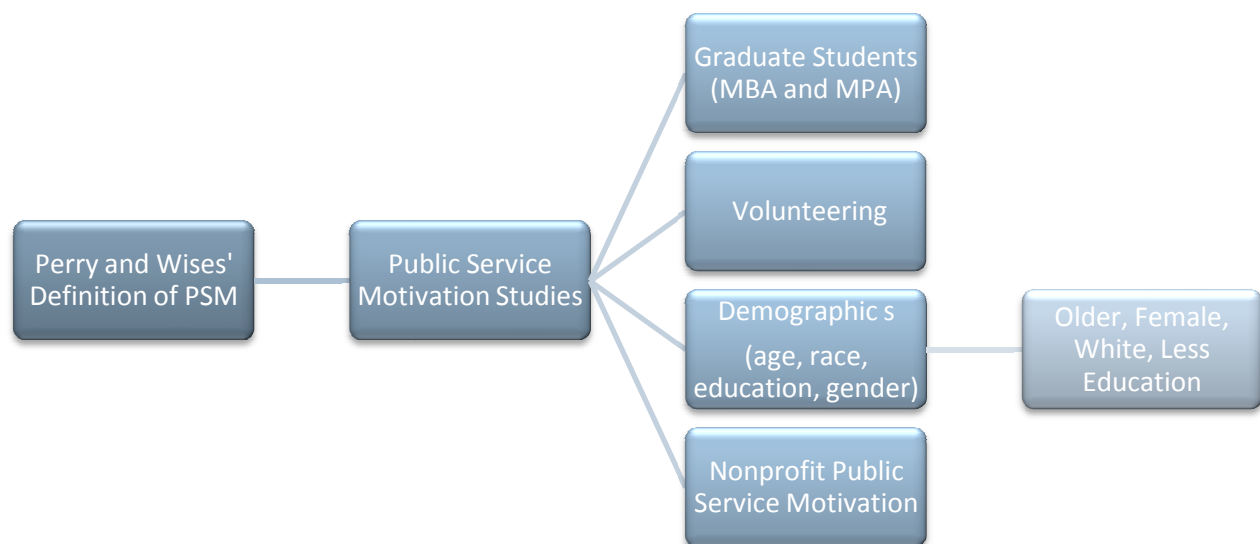 Perry and Wises'
Definition of PSM
Public Service
Motivation Studies
Graduate Students
(MBA and MPA)
Volunteering
Demographic s
(age, race,
education, gender)
Older, Female,
White, Less
Education
Nonprofit Public
Service Motivation